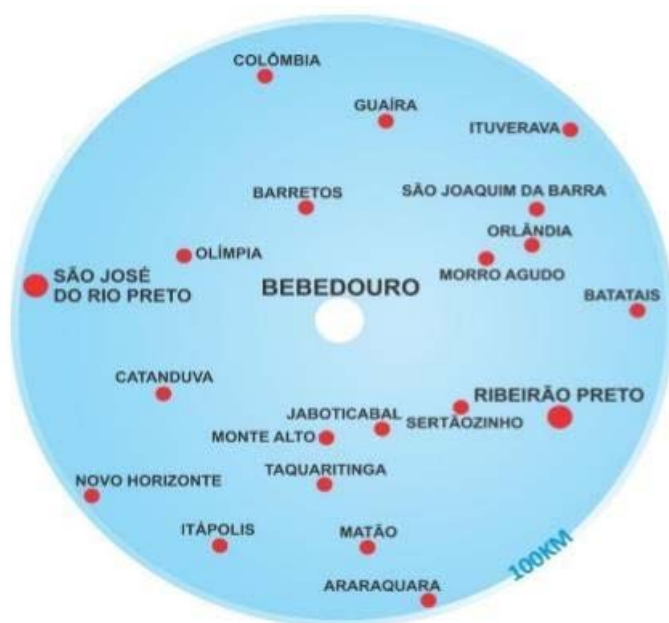 COLÔMBIA
GUAÍRA
ITUVERAVA
BARRETOS
SÃO JOAQUIM DA BARRA
ORLÂNDIA
OLÍMPIA
MORRO AGUDO
SÃO JOSÉ
DO RIO PRETO
BEBEDOURO
BATATAIS
CATANDUVA
RIBEIRÃO PRETO
JABOTICABAL
SERTÃOZINHO
MONTE ALTO
TAQUARITINGA
NOVO HORIZONTE
ITÁPOLIS
MATÃO
100KM
ARARAQUARA